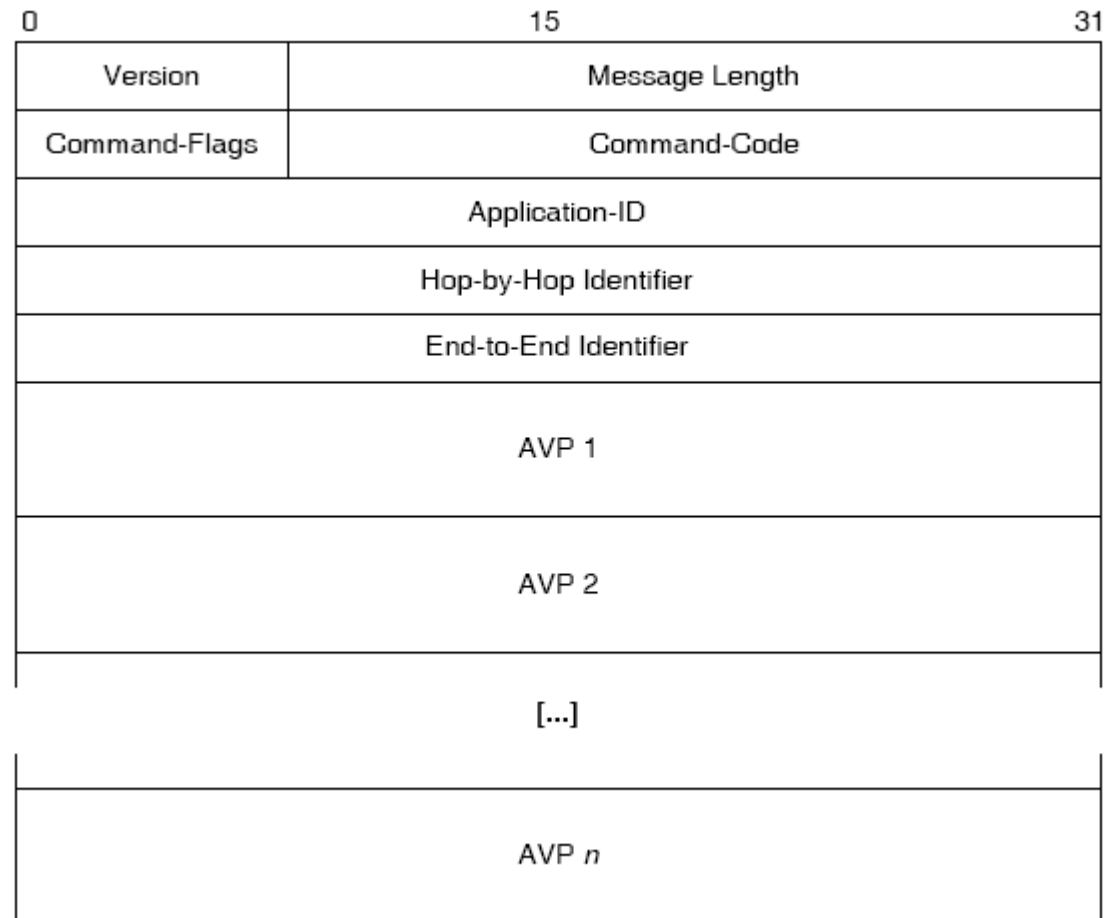 0 15 31
Version Message Length
Command-Flags Command-Code
Application-ID
Hop-by-Hop Identifier
End-to-End Identifier
AVP 1
AVP 2
[...]
AVP n